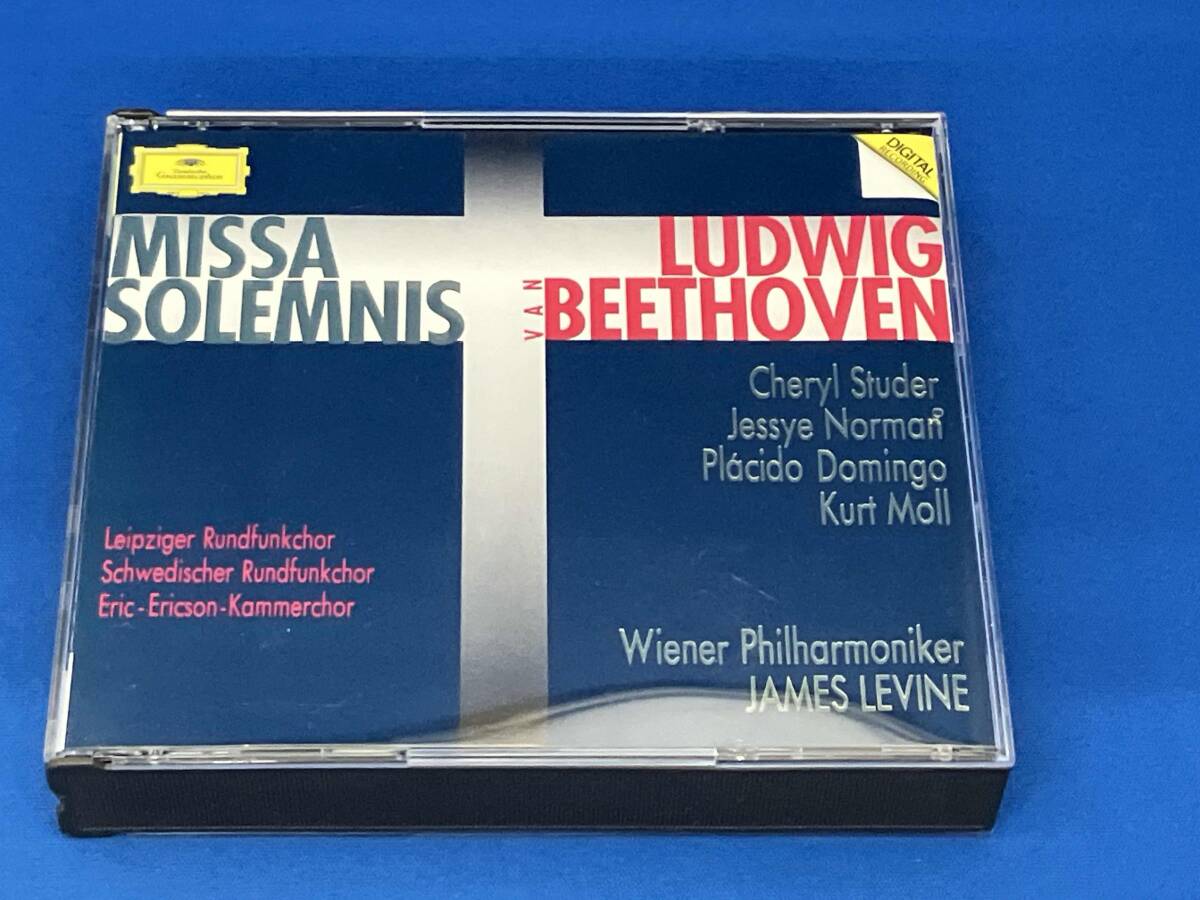 Deutsche
Grammophon
DIGITAL
RECORDING
MISSA
SOLEMNIS
LUDWIG
VAN
BEETHOVEN
Cheryl Studer
Jessye Norman
Plácido Domingo
Kurt Moll
Leipziger Rundfunkchor
Schwedischer Rundfunkchor
Eric-Ericson-Kammerchor
Wiener Philharmoniker
JAMES LEVINE